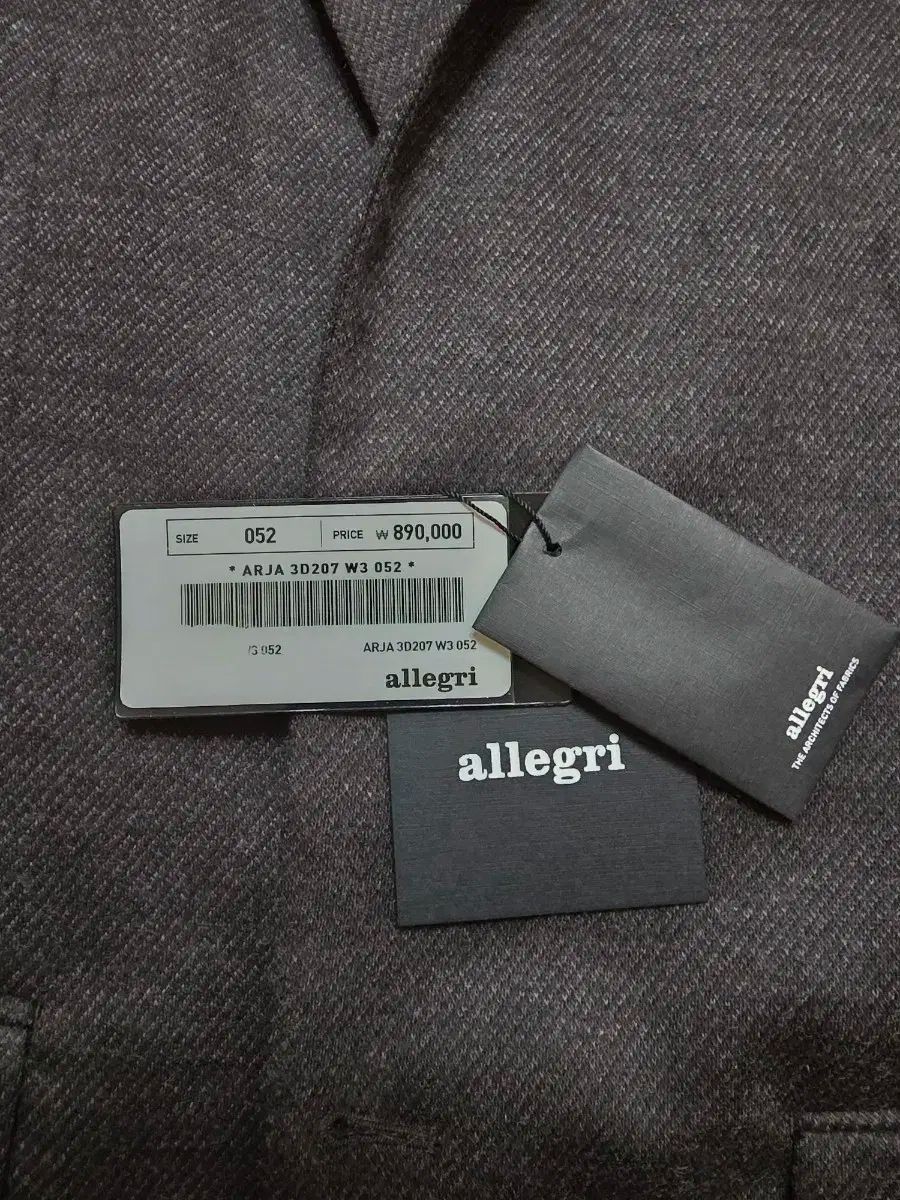 SIZE 052 PRICE ₩ 890,000
* ARJA 3D207 W3 052 *
052 ARJA 3D207 W3 052
allegri
allegri
THE ARCHITECTS OF FABRICS
allegri